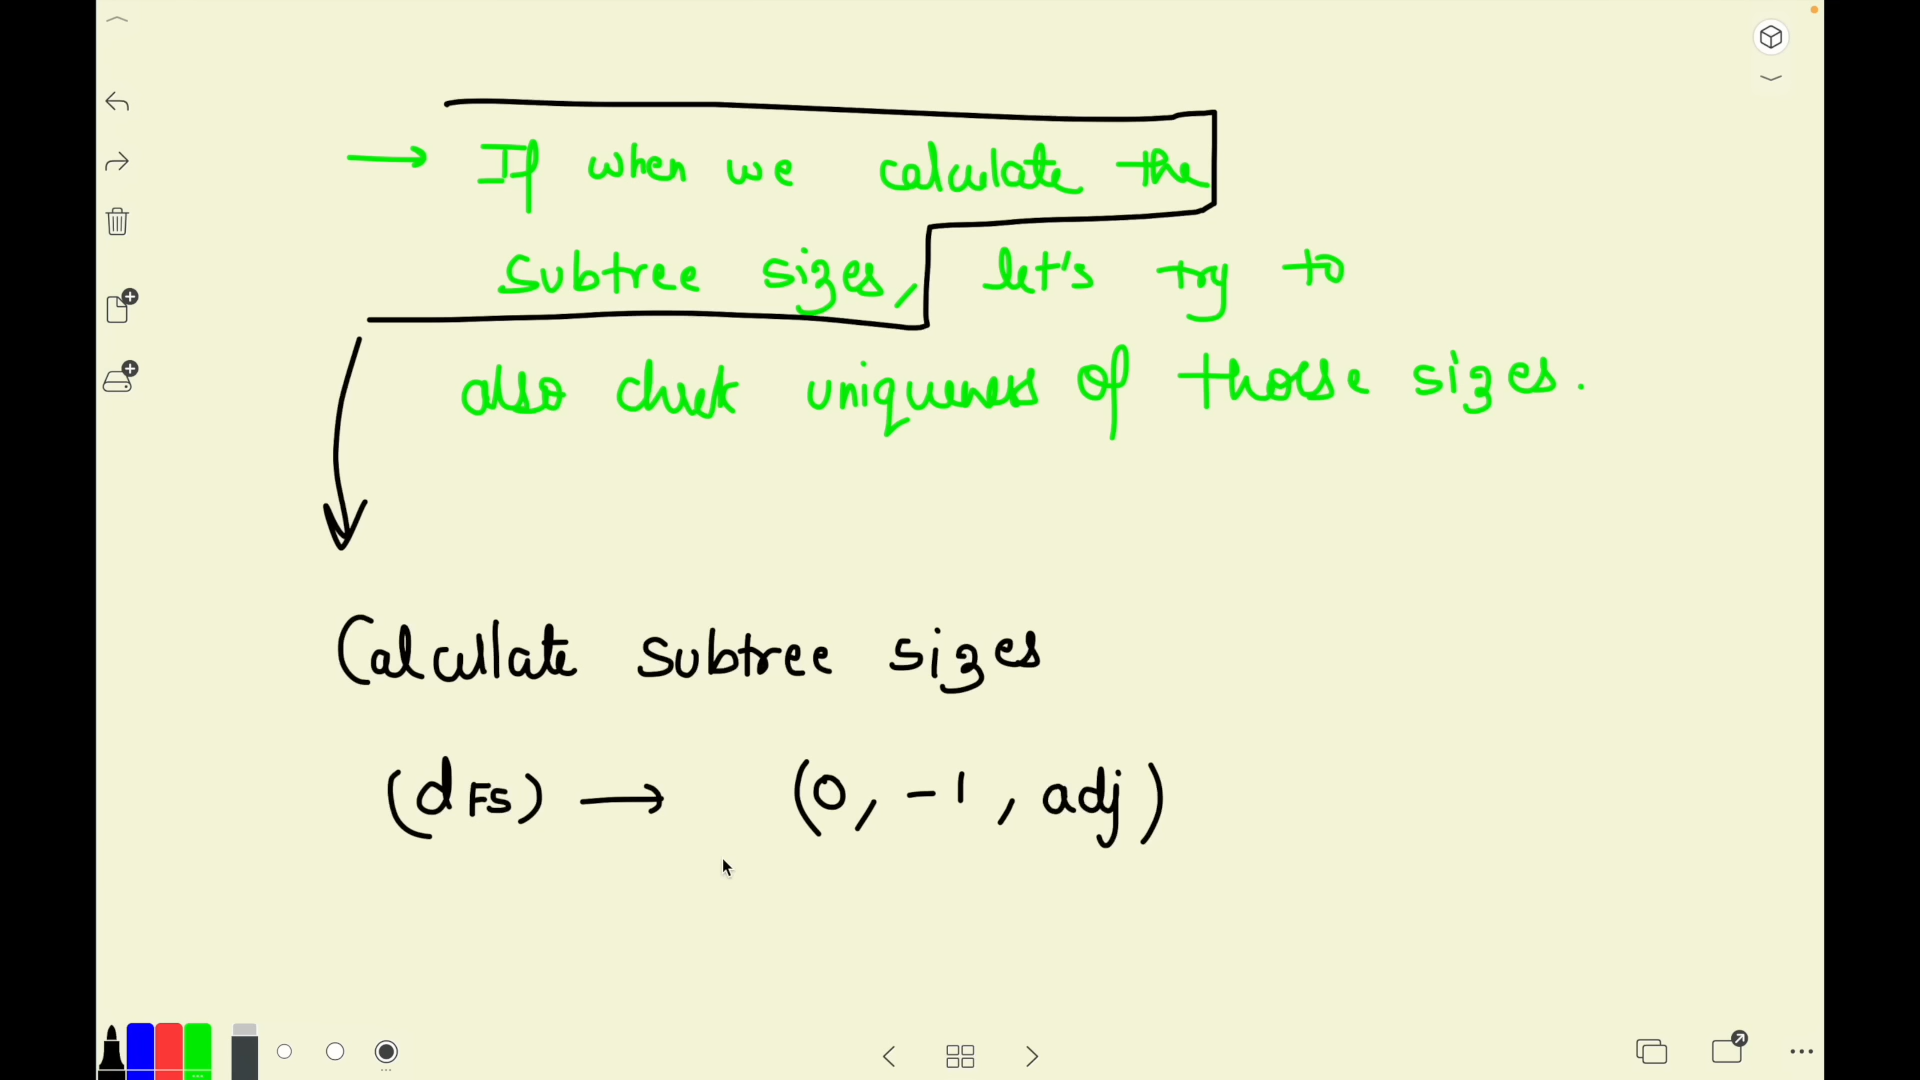 → If when we calculate the
subtree sizes, let's try to
also check uniqueness of those sizes.
Calculate subtree sizes
(dFS) → (0, -1, adj)